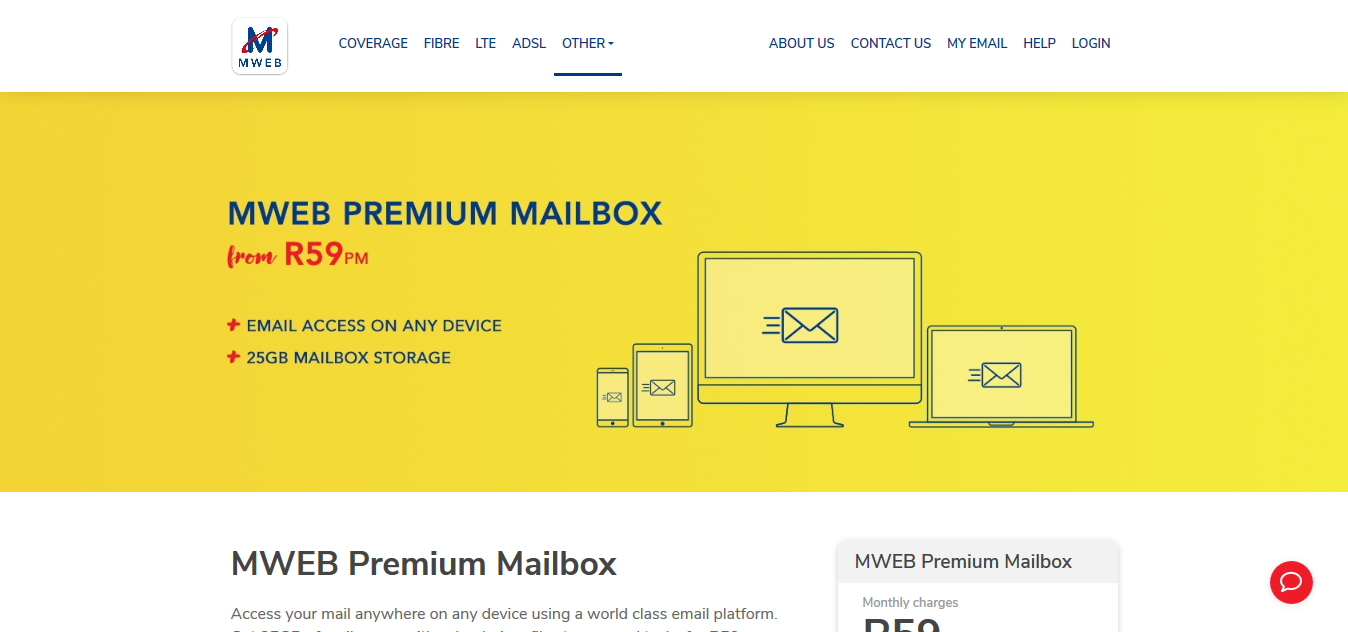 MWEB
COVERAGE FIBRE LTE ADSL OTHER
ABOUT US CONTACT US MY EMAIL HELP LOGIN
MWEB PREMIUM MAILBOX
from R59PM
EMAIL ACCESS ON ANY DEVICE
25GB MAILBOX STORAGE
MWEB Premium Mailbox
Access your mail anywhere on any device using a world class email platform.
MWEB Premium Mailbox
Monthly charges
R59